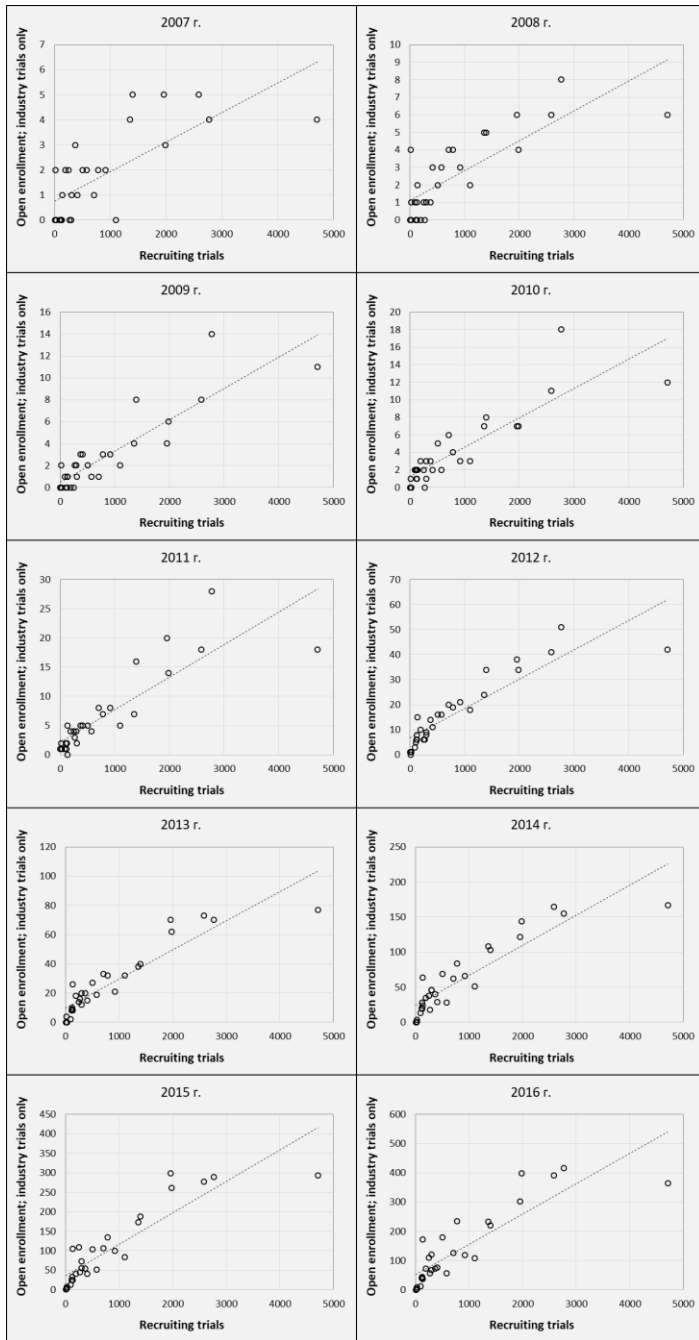 2007 г.
Open enrollment; industry trials only
7
6
5
4
3
2
1
0
0 1000 2000 3000 4000 5000
Recruiting trials
2008 г.
Open enrollment; industry trials only
10
9
8
7
6
5
4
3
2
1
0
0 1000 2000 3000 4000 5000
Recruiting trials
2009 г.
Open enrollment; industry trials only
16
14
12
10
8
6
4
2
0
0 1000 2000 3000 4000 5000
Recruiting trials
2010 г.
Open enrollment; industry trials only
20
18
16
14
12
10
8
6
4
2
0
0 1000 2000 3000 4000 5000
Recruiting trials
2011 г.
Open enrollment; industry trials only
30
25
20
15
10
5
0
0 1000 2000 3000 4000 5000
Recruiting trials
2012 г.
Open enrollment; industry trials only
70
60
50
40
30
20
10
0
0 1000 2000 3000 4000 5000
Recruiting trials
2013 г.
Open enrollment; industry trials only
120
100
80
60
40
20
0
0 1000 2000 3000 4000 5000
Recruiting trials
2014 г.
Open enrollment; industry trials only
250
200
150
100
50
0
0 1000 2000 3000 4000 5000
Recruiting trials
2015 г.
Open enrollment; industry trials only
450
400
350
300
250
200
150
100
50
0
0 1000 2000 3000 4000 5000
Recruiting trials
2016 г.
Open enrollment; industry trials only
600
500
400
300
200
100
0
0 1000 2000 3000 4000 5000
Recruiting trials